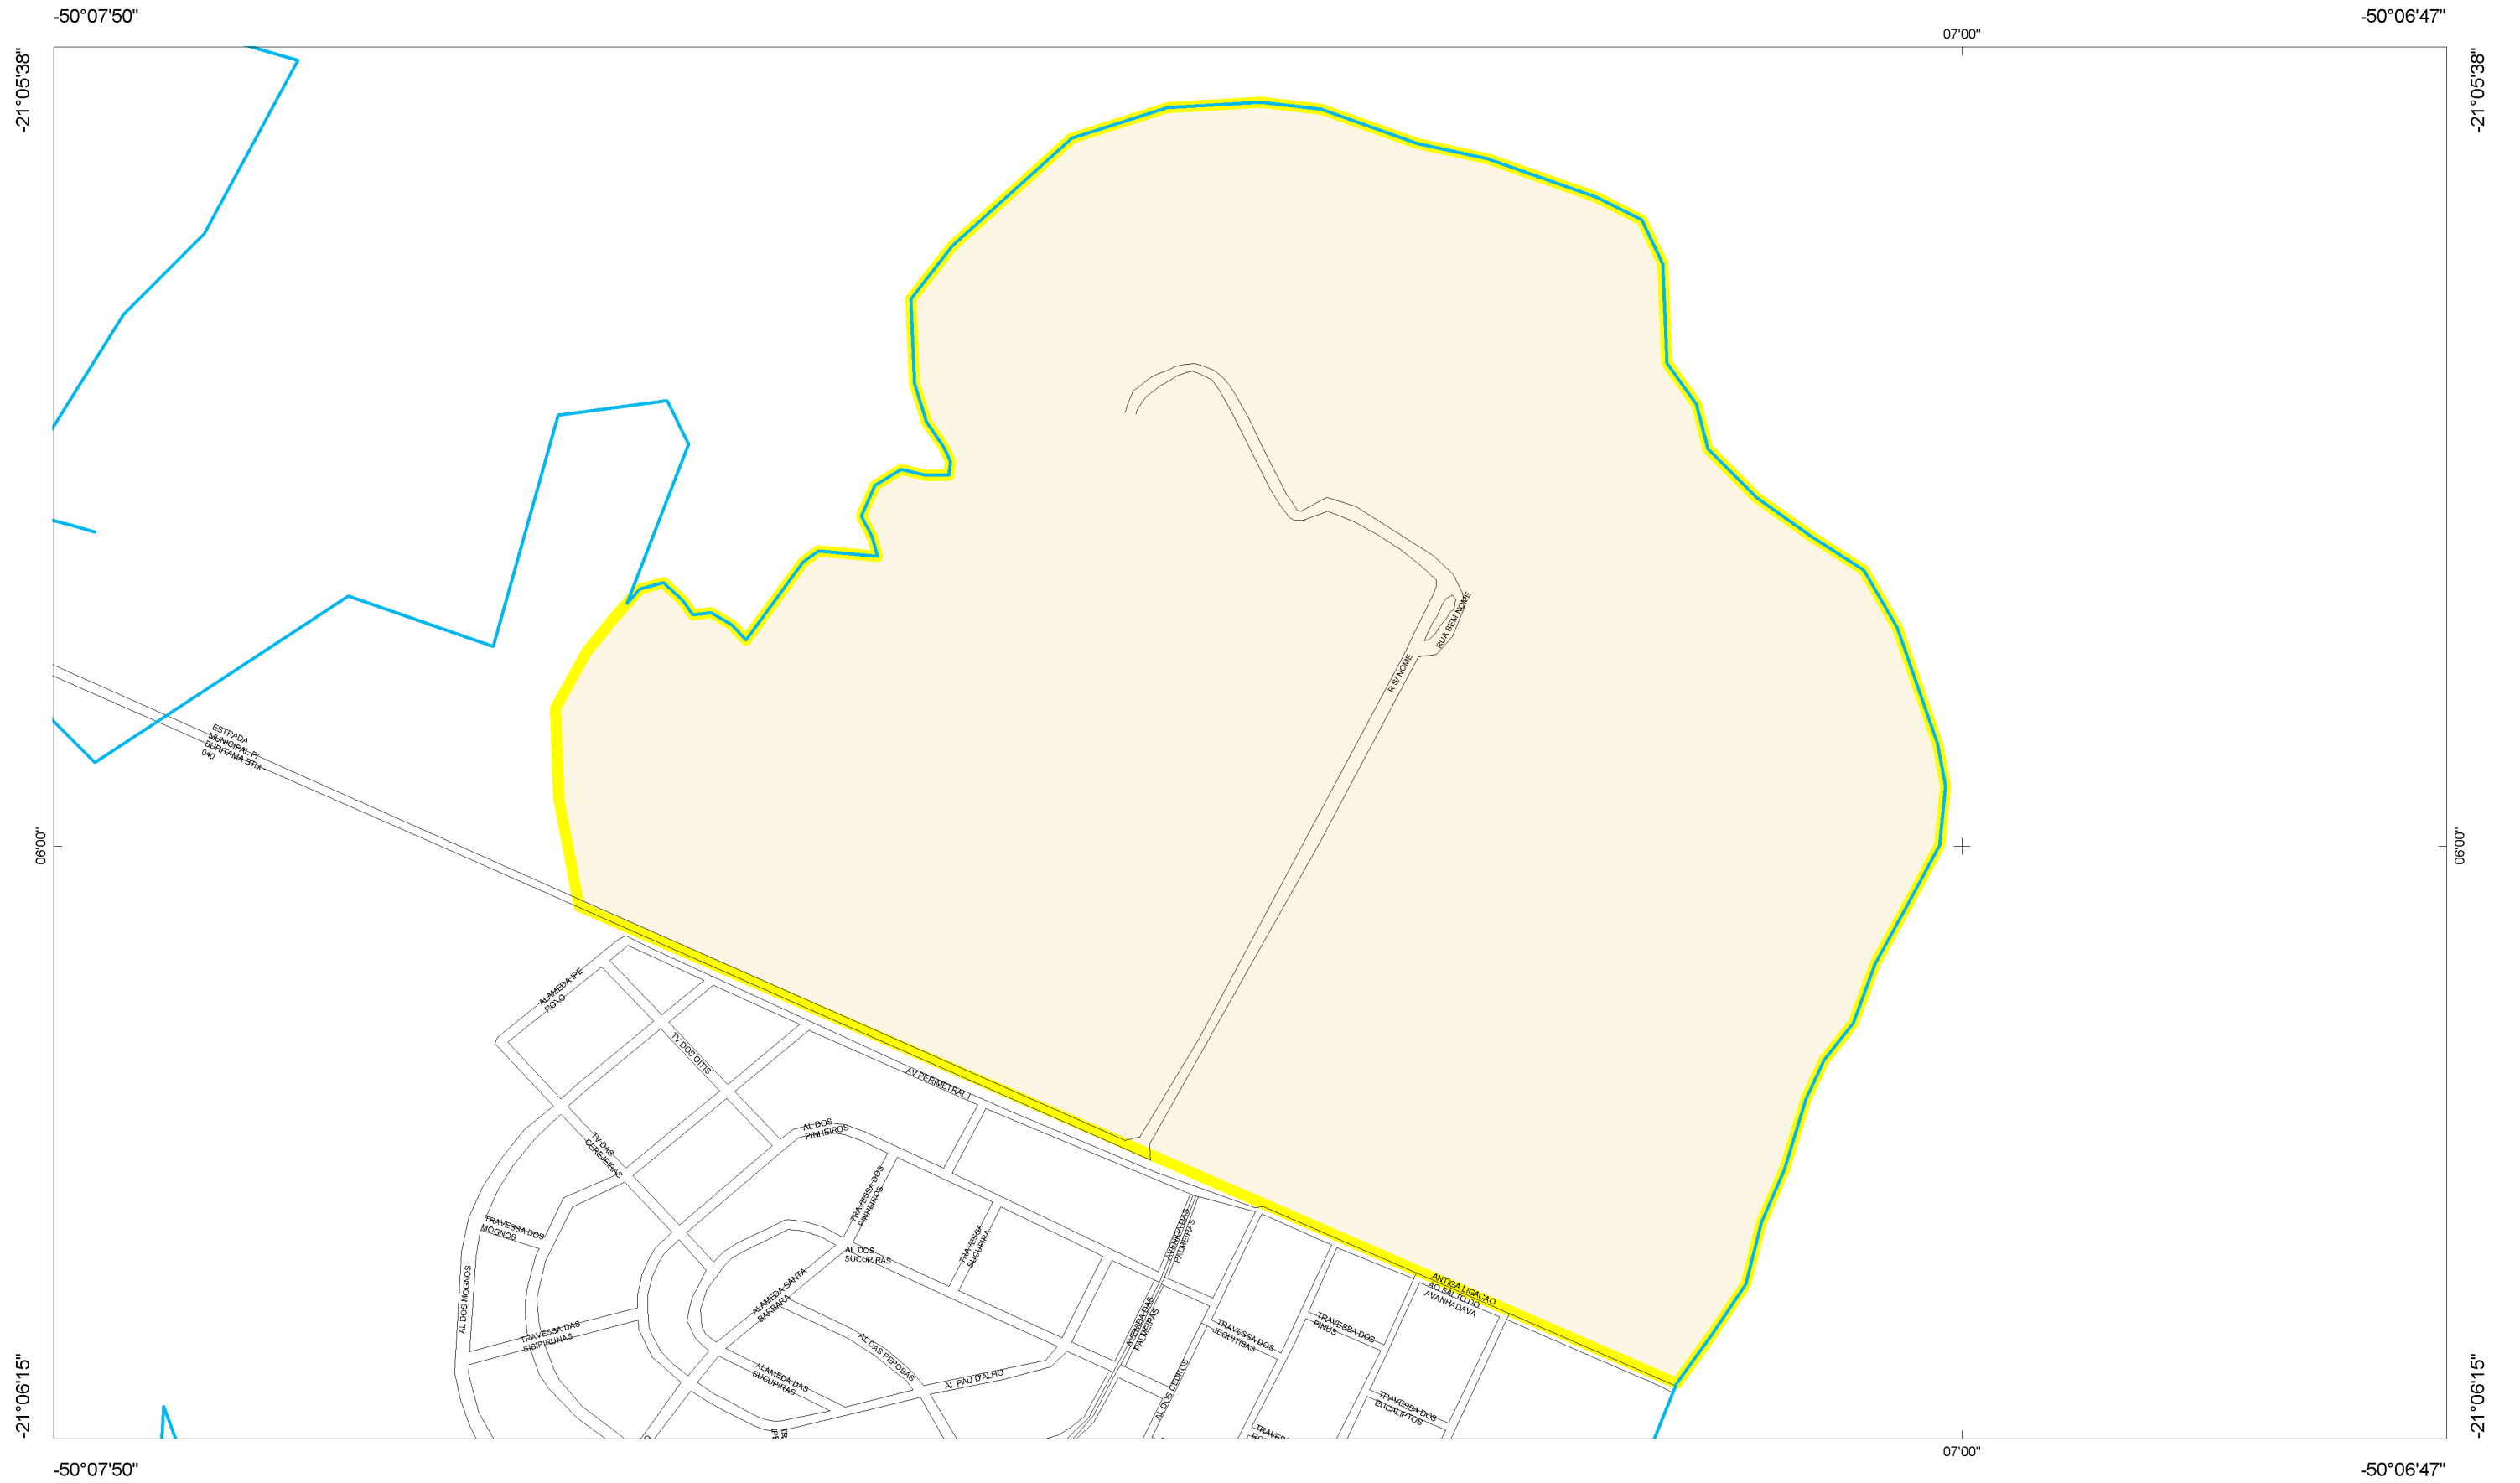 -50°07'50"
-50°06'47"
07'00"
-21°05'38"
-21°05'38"
RUA SEM NOME
R S/ NOME
ESTRADA
MUNICIPAL P/
BURITAMA BTM -
040
06'00"
06'00"
ALAMEDA IPE
ROXO
TV DOS OITIS
AV PERIMETRAL I
AL DOS
PINHEIROS
TV DAS
CEREJEIRAS
TRAVESSA DOS
PINHEIROS
TRAVESSA DOS
MOGNOS
TRAVESSA
SUCUPIRA
AVENIDA DAS
PALMEIRAS
AL DOS
SUCUPIRAS
AL DOS MOGNOS
ALAMEDA SANTA
BARBARA
ANTIGA LIGACAO
AO SALTO DO
AVANHADAVA
TRAVESSA DAS
SIBIPIRUNAS
AL DAS PEROBAS
AVENIDA DAS
PALMEIRAS
TRAVESSA DOS
JEQUITIBAS
TRAVESSA DOS
PINUS
ALAMEDA DAS
SUCUPIRAS
AL PAU D'ALHO
AL DOS CEDROS
TRAVESSA DOS
EUCALIPTOS
-21°06'15"
-21°06'15"
07'00"
-50°07'50"
-50°06'47"